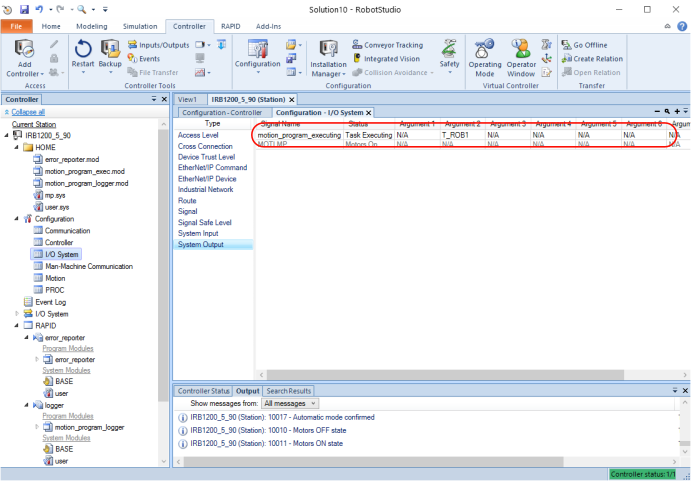 Solution10 - RobotStudio
File Home Modeling Simulation Controller RAPID Add-Ins
Add Controller
Restart Backup
Inputs/Outputs
Events
File Transfer
Configuration
Installation Manager
Conveyor Tracking
Integrated Vision
Collision Avoidance
Safety
Operating Mode
Operator Window
Go Offline
Create Relation
Open Relation
Access Controller Tools Configuration Virtual Controller Transfer
Controller
Collapse all
Current Station
IRB1200_5_90
HOME
error_reporter.mod
motion_program_exec.mod
motion_program_logger.mod
mp.sys
user.sys
Configuration
Communication
Controller
I/O System
Man-Machine Communication
Motion
PROC
Event Log
I/O System
RAPID
error_reporter
Program Modules
error_reporter
System Modules
BASE
user
logger
Program Modules
motion_program_logger
System Modules
BASE
user
View1 IRB1200_5_90 (Station) X
Configuration - Controller Configuration - I/O System X
Type Signal Name Status Argument 1 Argument 2 Argument 3 Argument 4 Argument 5 Argument 6 Argum
Access Level
Cross Connection
Device Trust Level
EtherNet/IP Command
EtherNet/IP Device
Industrial Network
Route
Signal
Signal Safe Level
System Input
System Output
motion_program_executing Task Executing N/A T_ROB1 N/A N/A N/A N/A N/A
MOTLMP Motors On N/A N/A N/A N/A N/A N/A N/A
Controller Status Output Search Results
Show messages from: All messages
IRB1200_5_90 (Station): 10017 - Automatic mode confirmed
IRB1200_5_90 (Station): 10010 - Motors OFF state
IRB1200_5_90 (Station): 10011 - Motors ON state
Controller status: 1/1